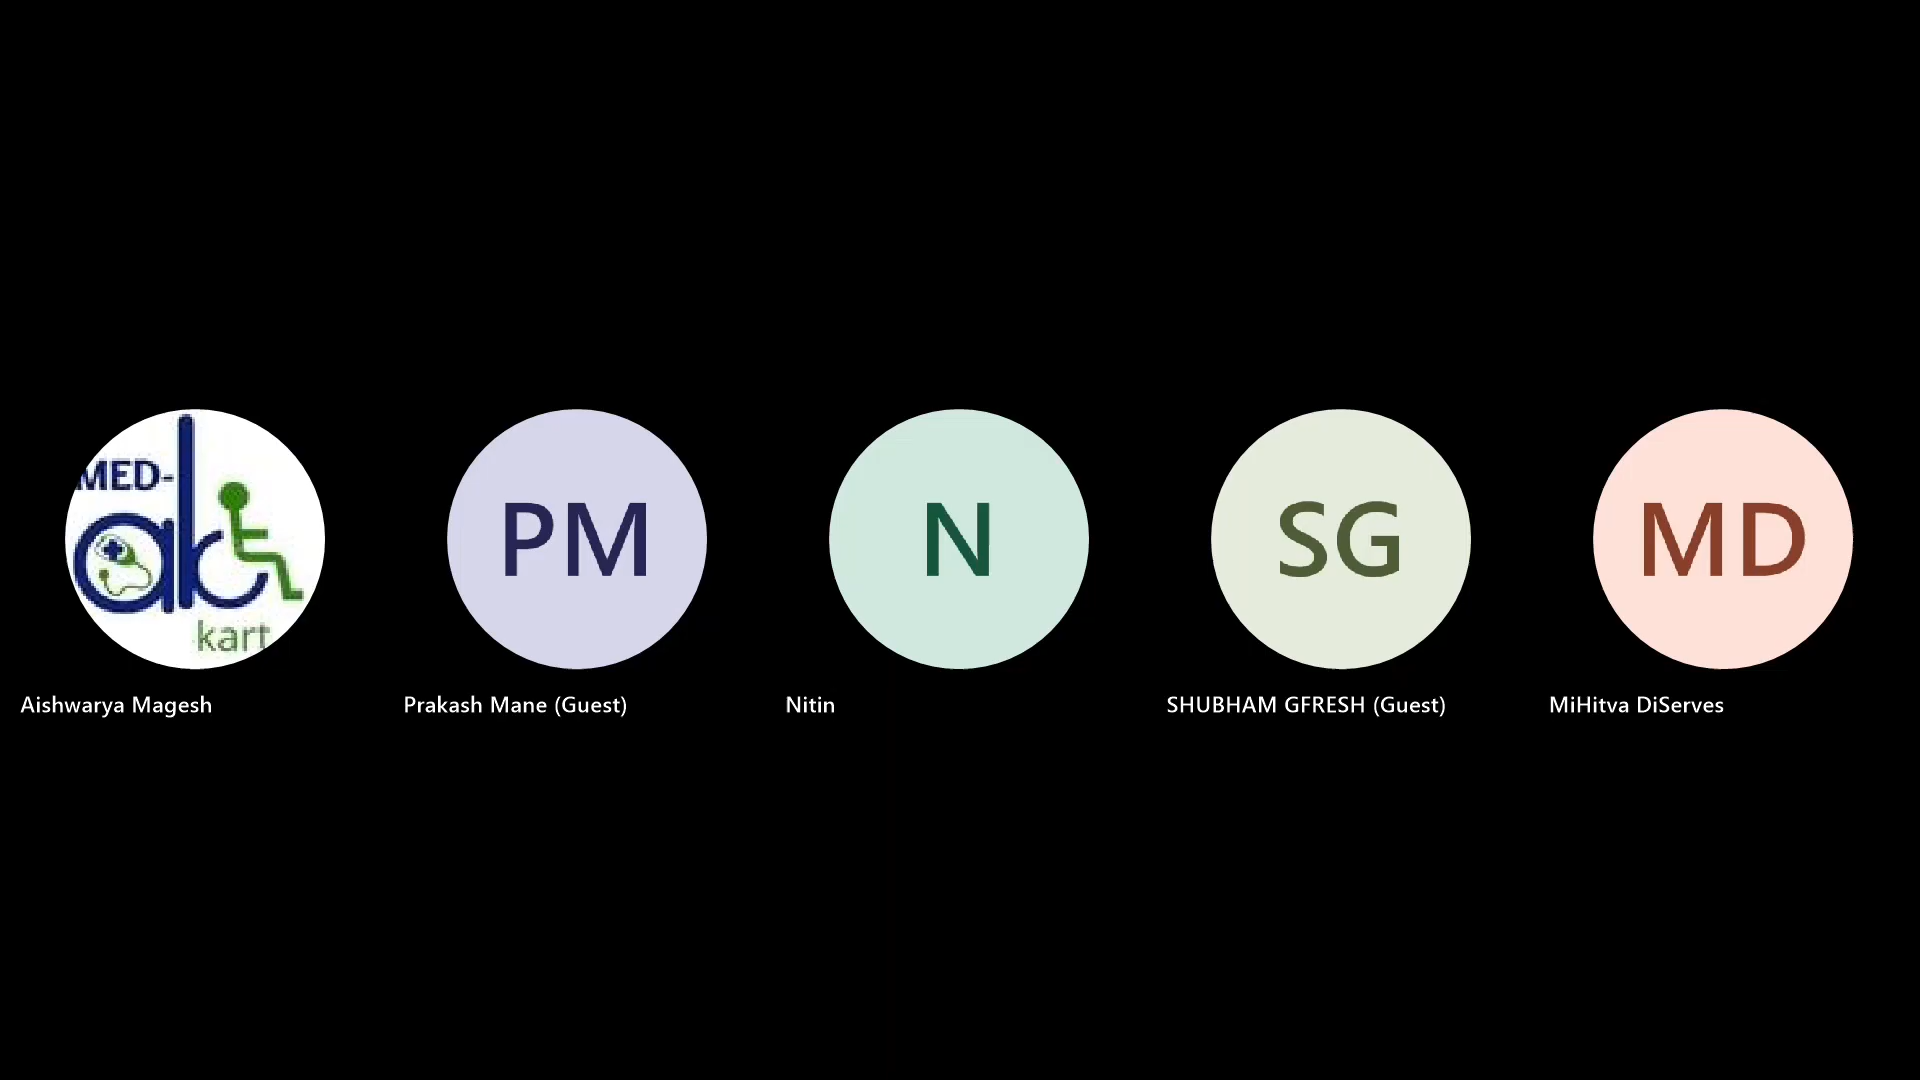 MED-
ak
kart
PM
N
SG
MD
Aishwarya Magesh
Prakash Mane (Guest)
Nitin
SHUBHAM GFRESH (Guest)
MiHitva DiServes